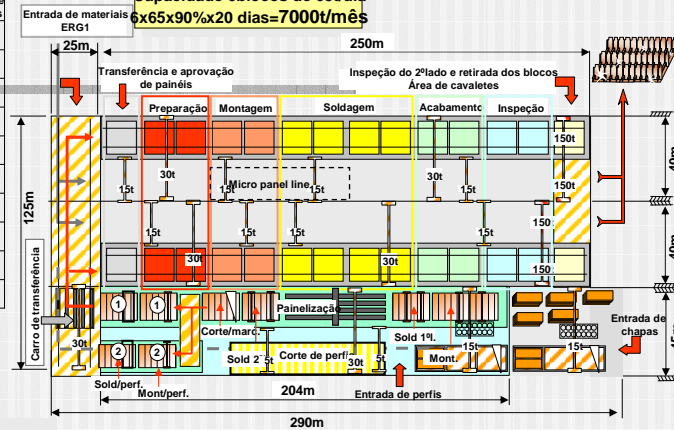 Entrada de materiais
ERG1
6x65x90%x20 dias=7000t/mês
25m
250m
Transferência e aprovação
de painéis
Inspeção do 2ºlado e retirada dos blocos
Área de cavaletes
Preparação
Montagem
Soldagem
Acabamento
Inspeção
150t
30t
30t
15t
15t
Micro panel line
15t
15t
150t
125m
40m
15t
15t
15t
15t
30t
30t
150
40m
Carro de transferência
1
1
Painelização
Entrada de
chapas
Corte/marc.
Sold 1ºl.
30t
2
2
Sold 2
5t
Corte de perfi
30t
5t
Mont.
15t
15t
45m
Sold/perf.
Mont/perf.
204m
Entrada de perfis
290m